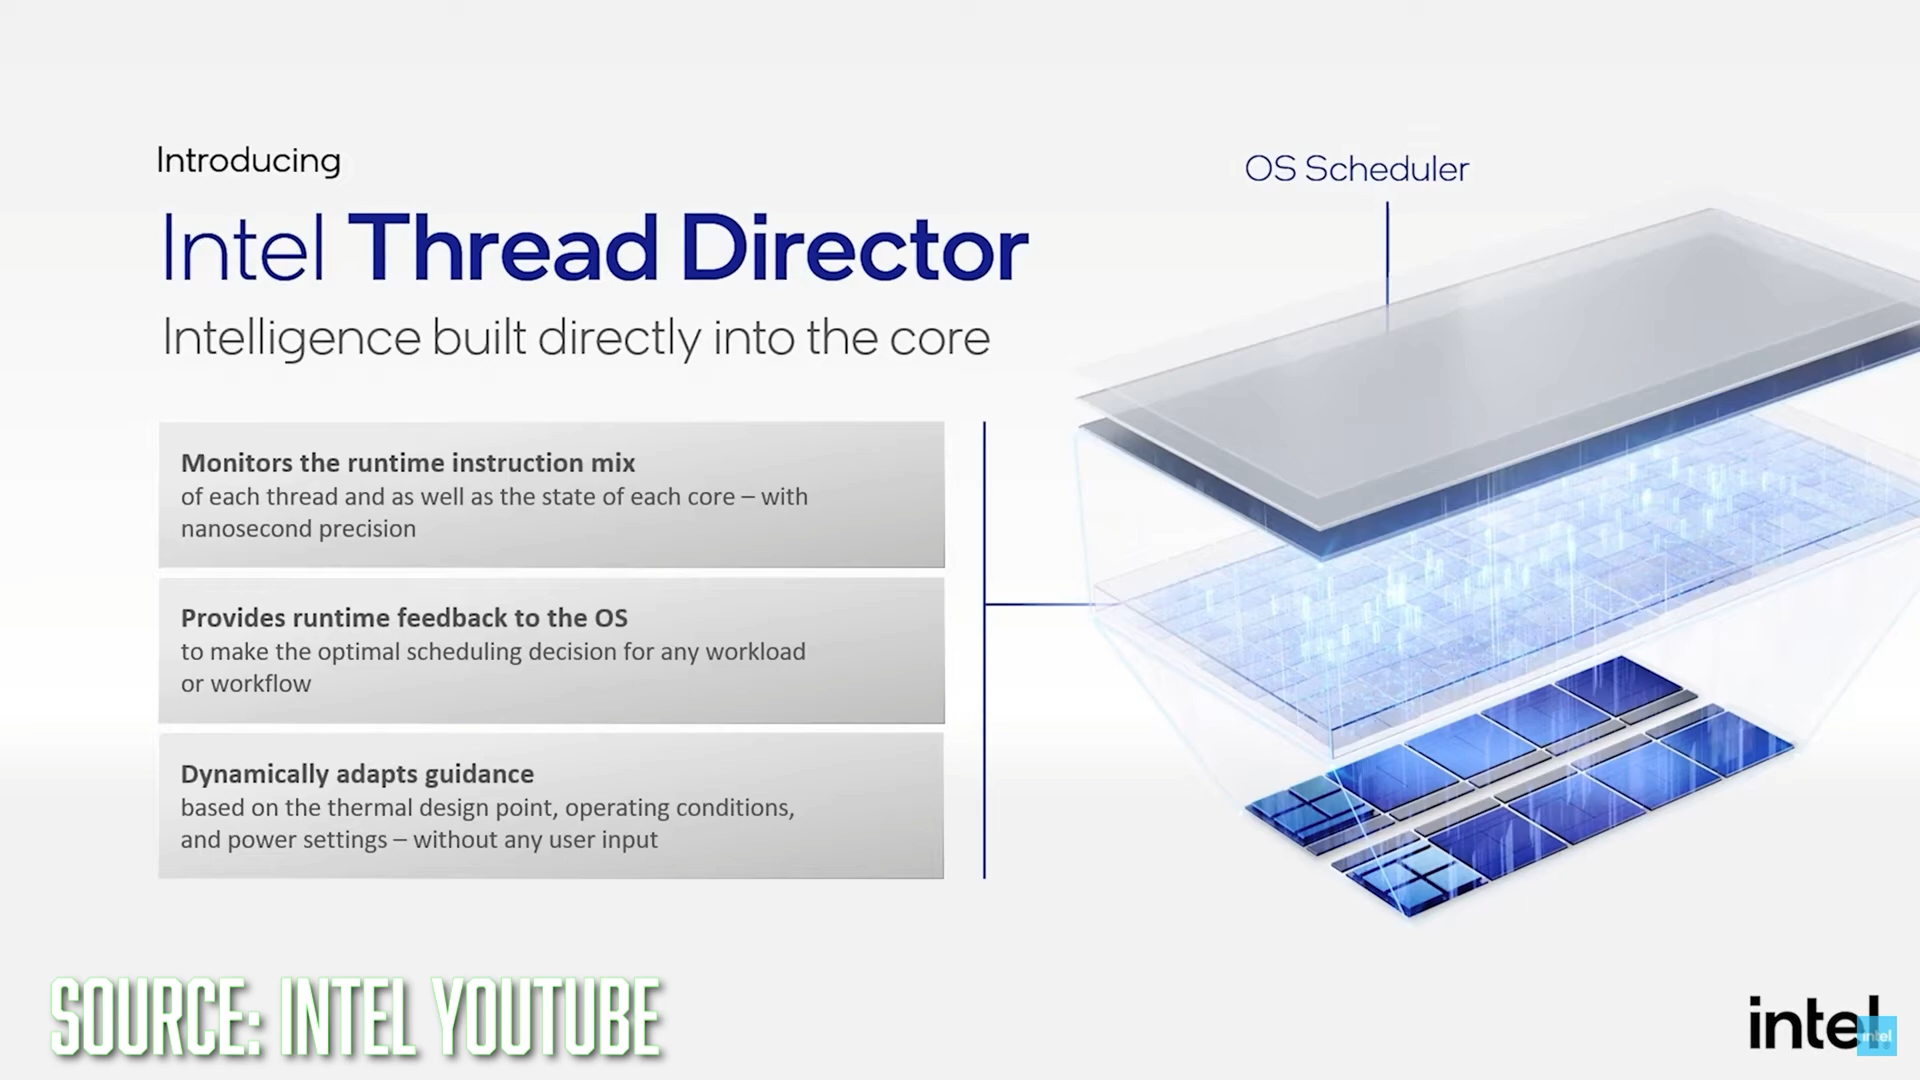 Introducing
Intel Thread Director
Intelligence built directly into the core
OS Scheduler
Monitors the runtime instruction mix
of each thread and as well as the state of each core – with
nanosecond precision
Provides runtime feedback to the OS
to make the optimal scheduling decision for any workload
or workflow
Dynamically adapts guidance
based on the thermal design point, operating conditions,
and power settings – without any user input
SOURCE: INTEL YOUTUBE
intel
intel